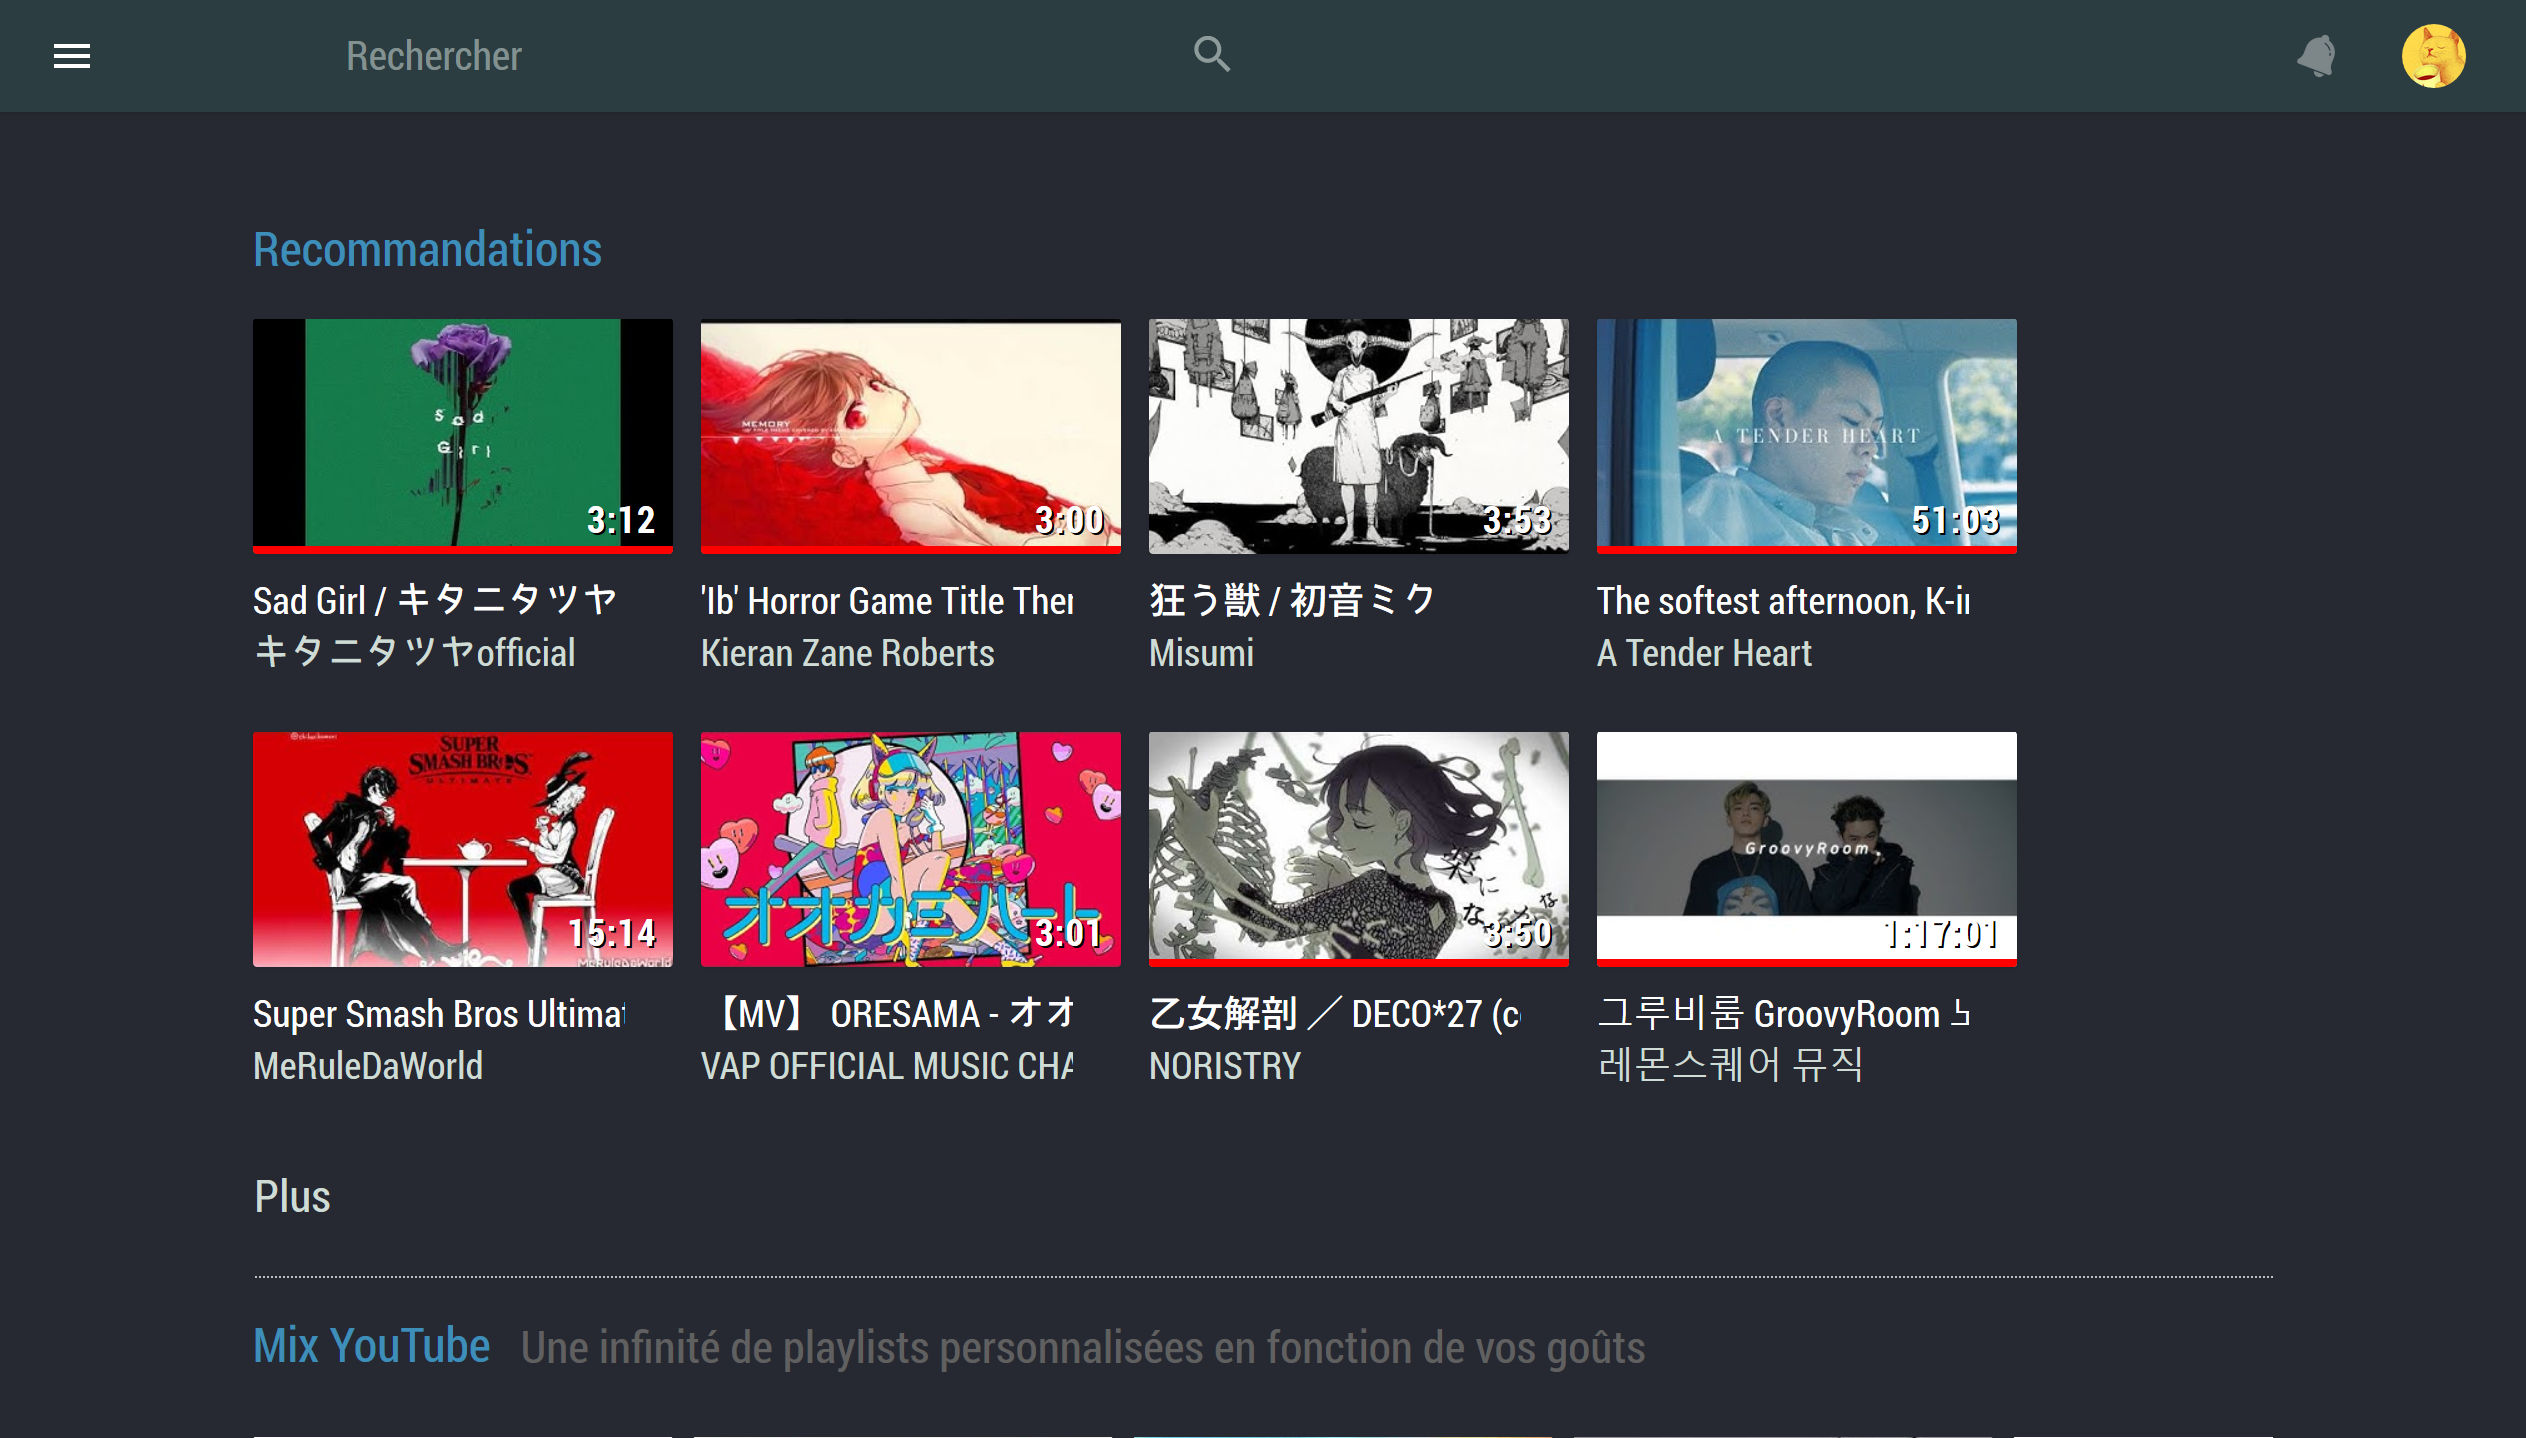 Rechercher
Recommandations
Sad
Girl
3:12
MEMORY
3:00
3:53
A TENDER HEART
51:03
Sad Girl / キタニタツヤ
キタニタツヤofficial
'Ib' Horror Game Title
Kieran Zane Roberts
狂う獣 / 初音ミク
Misumi
The softest afternoon,
A Tender Heart
SUPER
SMASH BROS.
ULTIMATE
15:14
MeRuleDaWorld
オオカミハート
3:01
楽に
な
3:50
GroovyRoom
1:17:01
Super Smash Bros
MeRuleDaWorld
【MV】 ORESAMA - オオ
VAP OFFICIAL MUSIC
乙女解剖 ／ DECO*27
NORISTRY
그루비룸 GroovyRoom
레몬스퀘어 뮤직
Plus
Mix YouTube Une infinité de playlists personnalisées en fonction de vos goûts